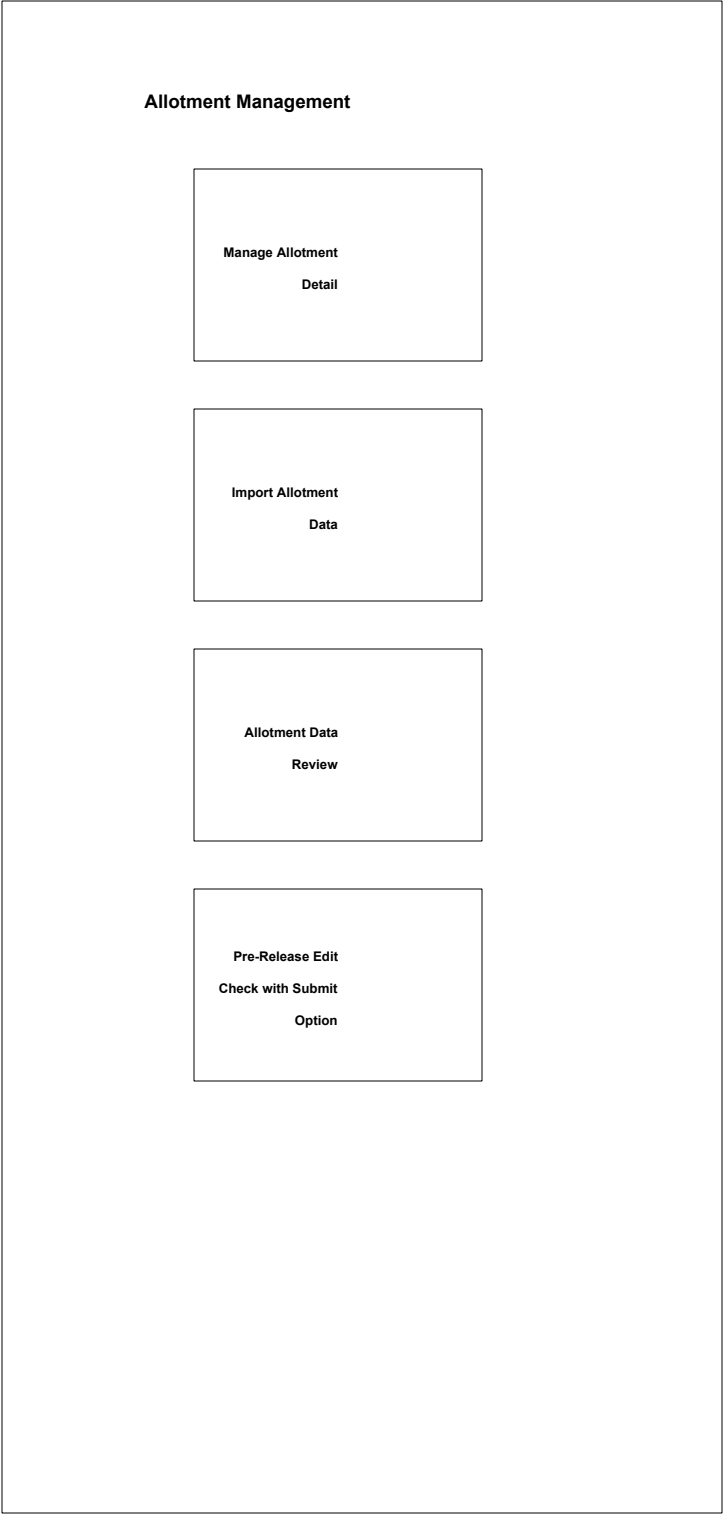 Allotment Management
Manage Allotment
Detail
Import Allotment
Data
Allotment Data
Review
Pre-Release Edit
Check with Submit
Option